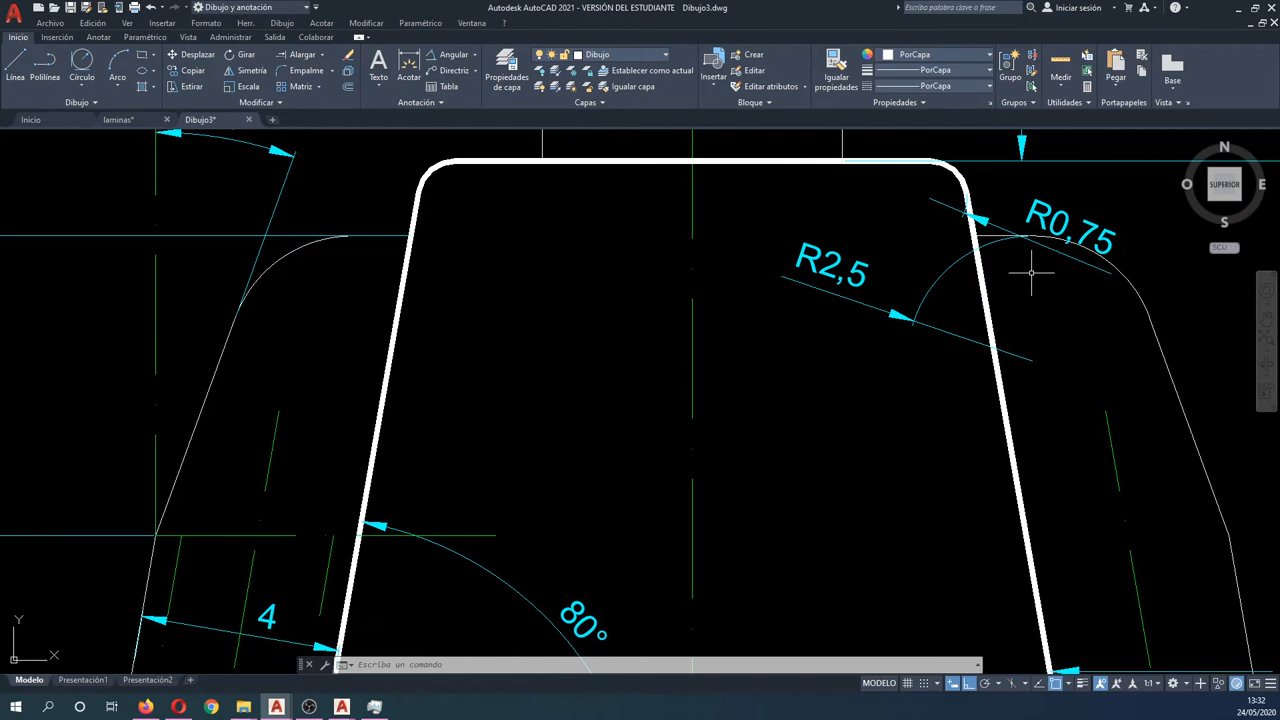 Dibujo y anotación
Autodesk AutoCAD 2021 - VERSIÓN DEL ESTUDIANTE Dibujo3.dwg
Escriba palabra clave o frase
Iniciar sesión
Archivo Edición Ver Insertar Formato Herr. Dibujo Acotar Modificar Paramétrico Ventana ?
Inicio Inserción Anotar Paramétrico Vista Administrar Salida Colaborar
Línea Polilínea Círculo Arco
Desplazar Girar Alargar
Copiar Simetría Empalme
Estirar Escala Matriz
Texto Acotar
Angular
Directriz
Tabla
Propiedades de capa
Dibujo
Establecer como actual
Igualar capa
Insertar
Crear
Editar
Editar atributos
Igualar propiedades
PorCapa
PorCapa
PorCapa
Grupo Medir Pegar Base
Dibujo Modificar Anotación Capas Bloque Propiedades Grupos Utilidades Portapapeles Vista
Inicio laminas* Dibujo3*
N
O SUPERIOR E
S
SCU
R0,75
R2,5
4
80°
Y
X
Escriba un comando
Modelo Presentación1 Presentación2 +
MODELO 1:1
13:32
24/05/2020